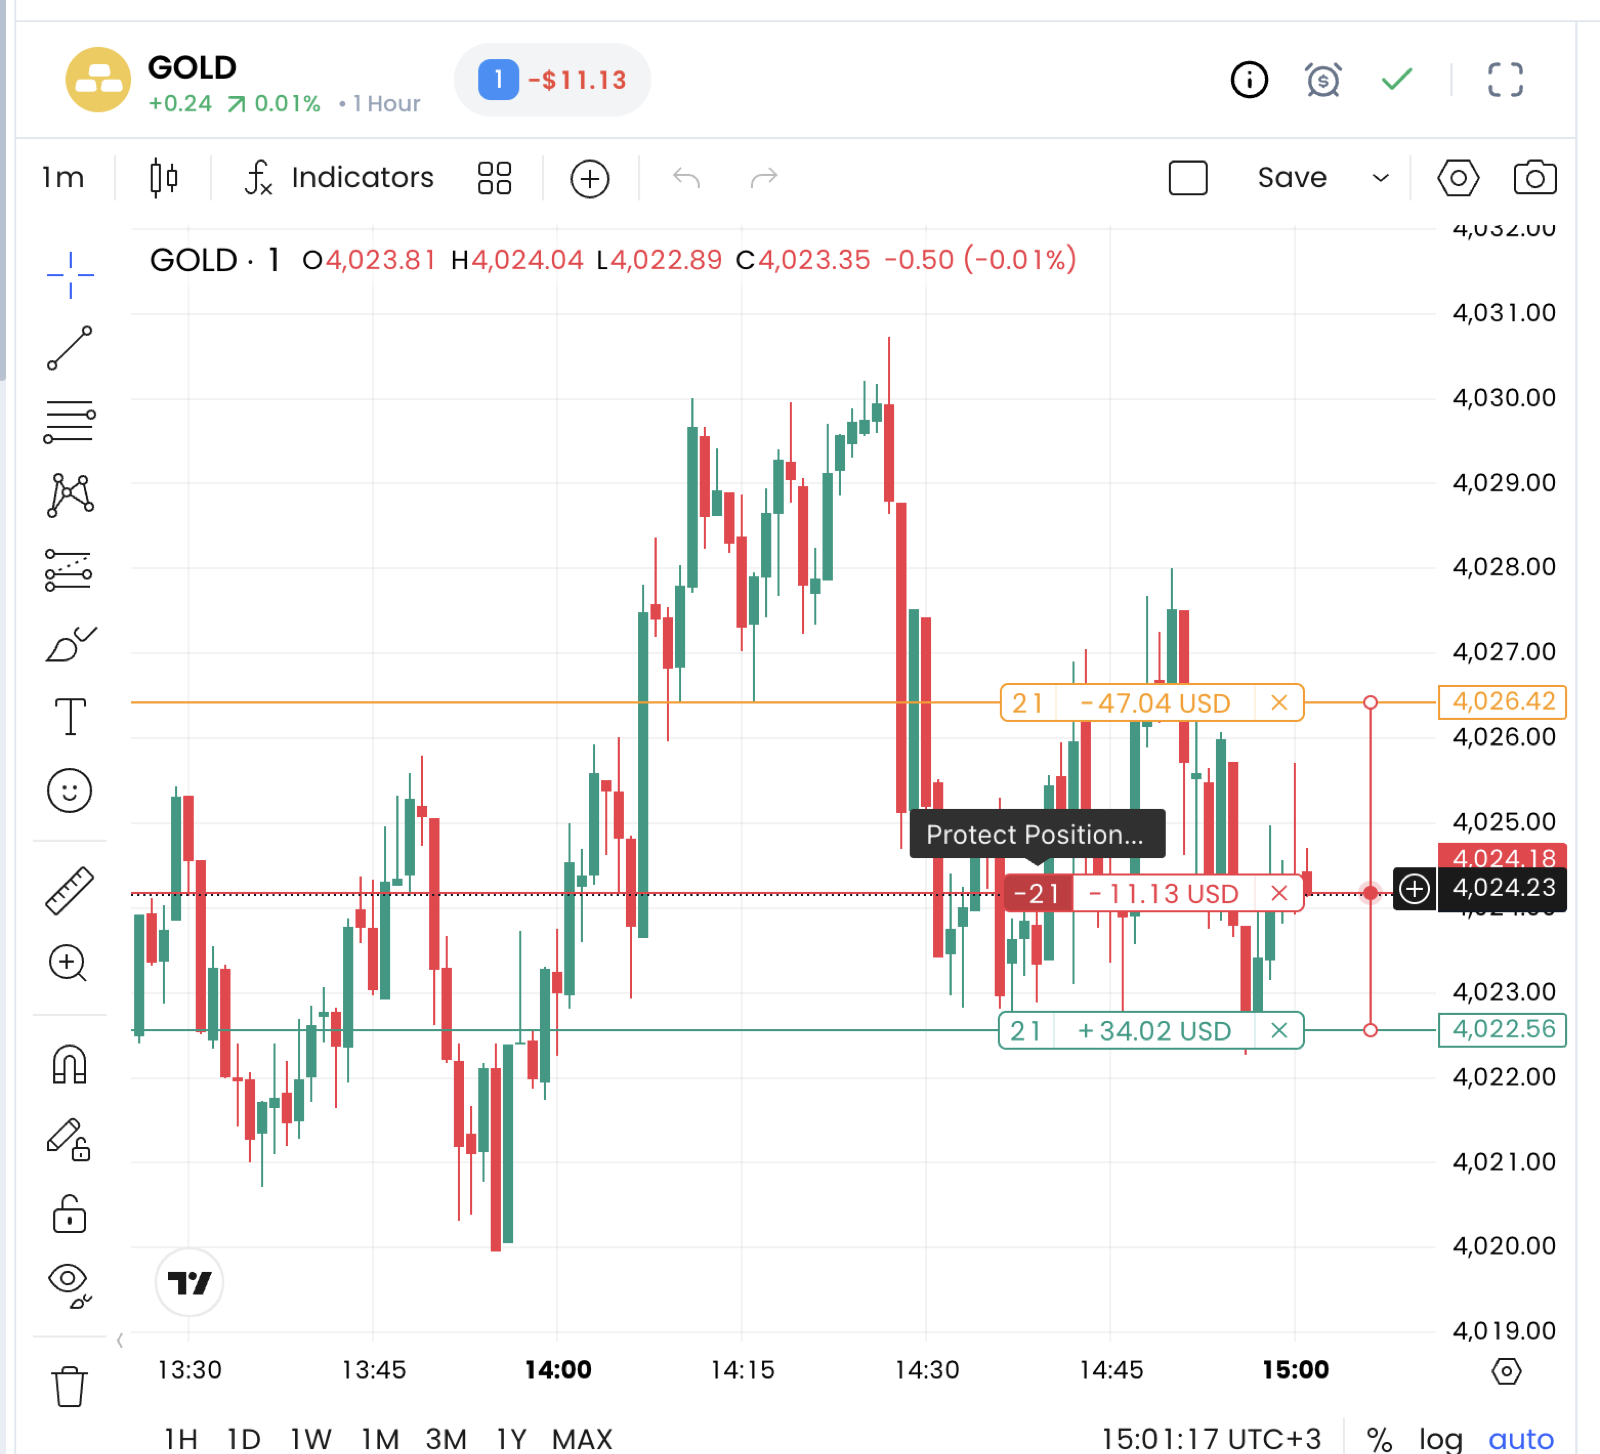 GOLD
+0.24 0.01% • 1 Hour
1 -$11.13
1m Indicators Save
GOLD · 1 O4,023.81 H4,024.04 L4,022.89 C4,023.35 −0.50 (−0.01%)
4,032.00
4,031.00
4,030.00
4,029.00
4,028.00
4,027.00
21 −47.04 USD 4,026.42
4,026.00
4,025.00
Protect Position...
4,024.18
-21 −11.13 USD 4,024.23
4,024.00
4,023.00
21 +34.02 USD 4,022.56
4,022.00
4,021.00
4,020.00
4,019.00
13:30 13:45 14:00 14:15 14:30 14:45 15:00
1H 1D 1W 1M 3M 1Y MAX 15:01:17 UTC+3 % log auto